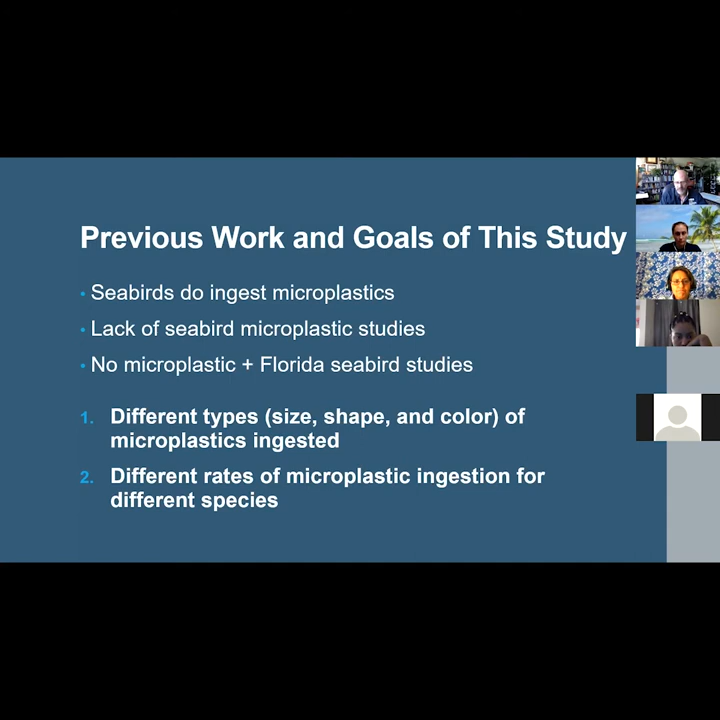 Previous Work and Goals of This Study
• Seabirds do ingest microplastics
• Lack of seabird microplastic studies
• No microplastic + Florida seabird studies
1. Different types (size, shape, and color) of
microplastics ingested
2. Different rates of microplastic ingestion for
different species